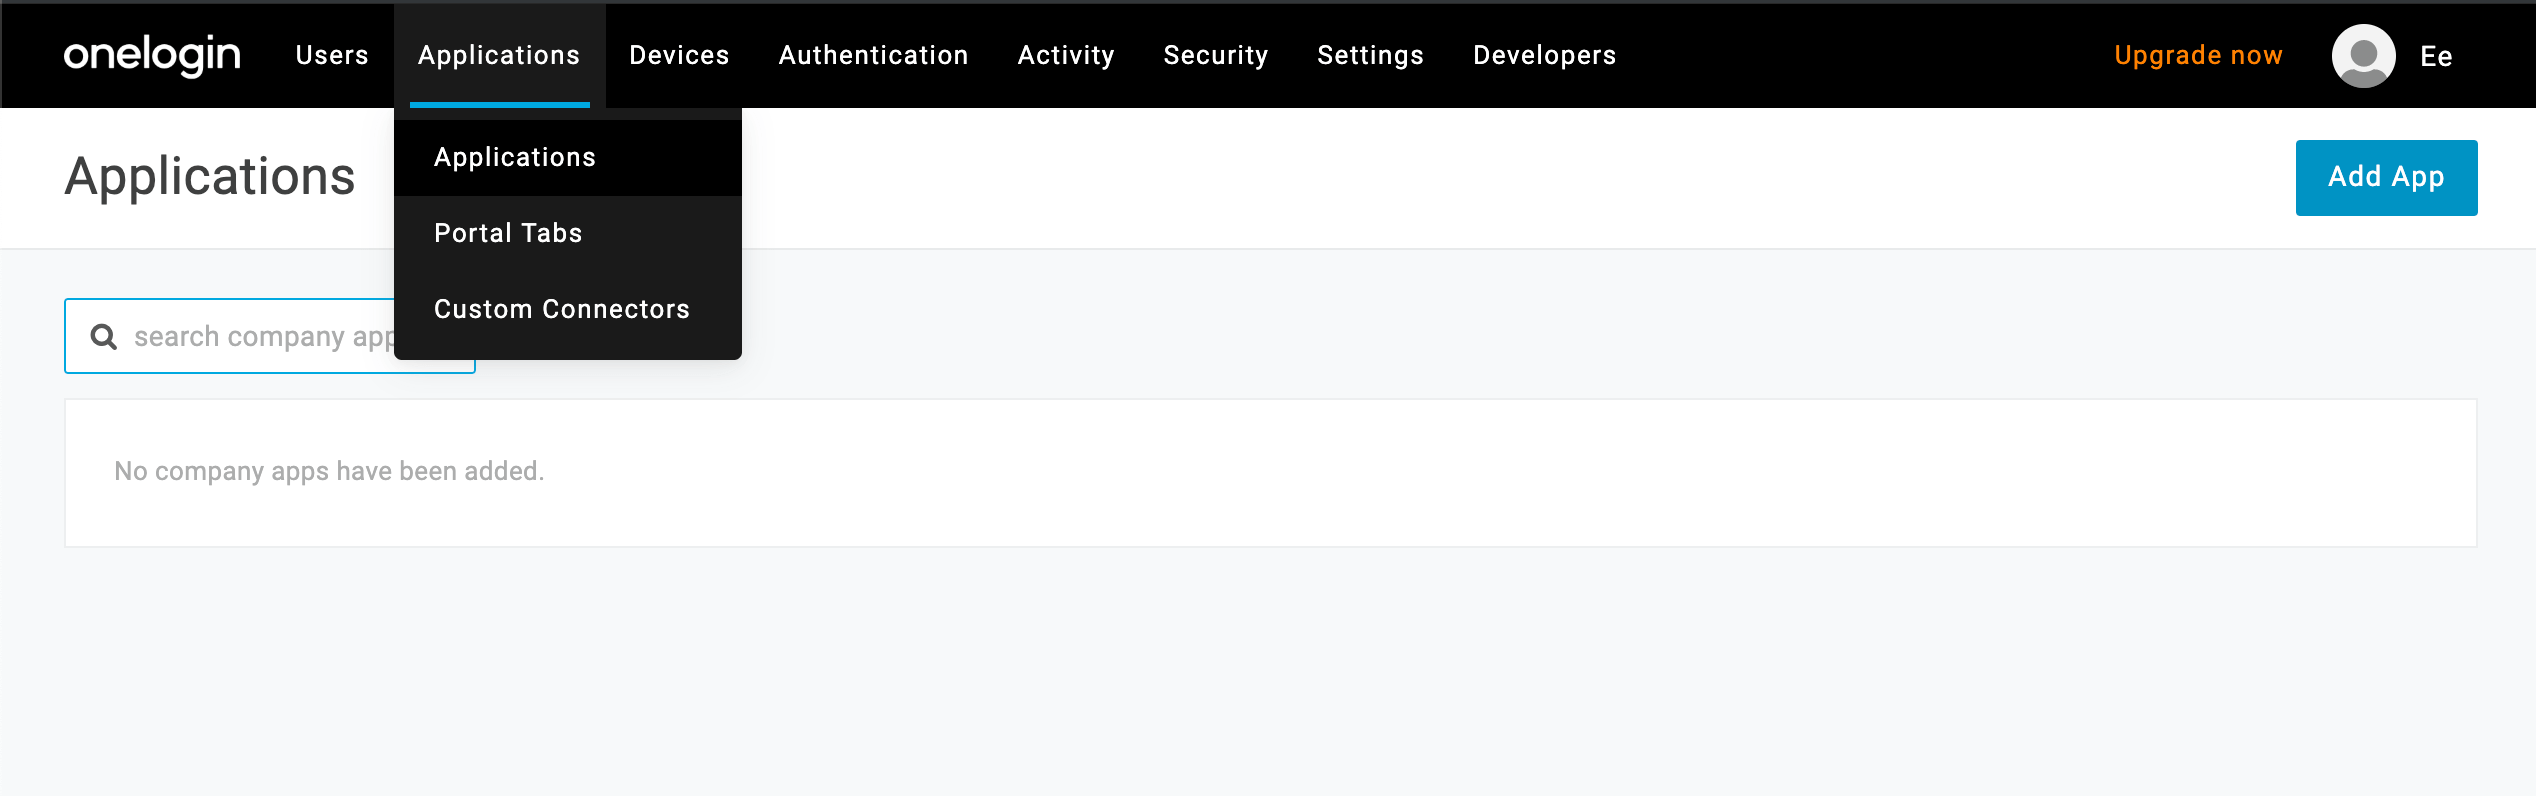 onelogin Users Applications Devices Authentication Activity Security Settings Developers Upgrade now Ee
Applications
Portal Tabs
Custom Connectors
Applications
Add App
search company app
No company apps have been added.